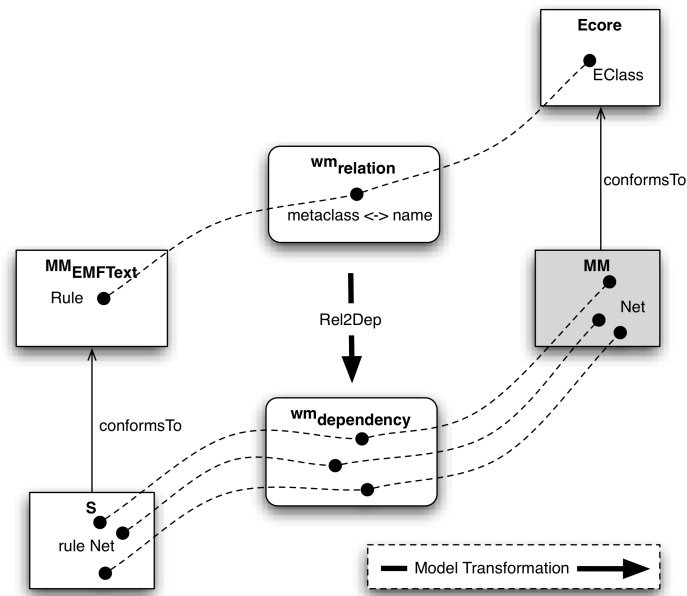 Ecore
EClass
wm relation
metaclass <-> name
conformsTo
MM EMFText
Rule
MM
Net
Rel2Dep
wm dependency
conformsTo
S
rule Net
Model Transformation